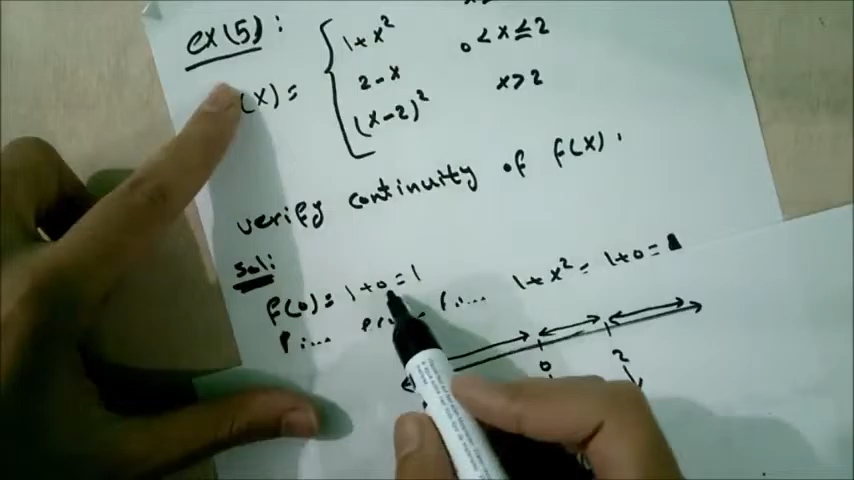 ex(5):
1+x² 
(x) = 2-x 0<x≤2
(x-2)² x>2
verify continuity of f(x).
sol:
f(0) = 1+0=1
1+x² = 1+0=1
0 2